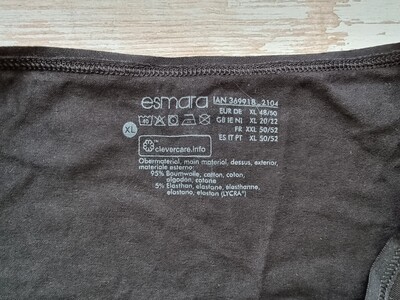 esmara IAN 369918_2104
EUR DE XL 48/50
GB IE NI XL 20/22
FR XXL 50/52
ES IT PT XL 50/52
40
XL
clevercare.info
Obermaterial, main material, dessus, exterior,
materiale esterno:
95% Baumwolle, cotton, coton,
algodón, cotone
5% Elasthan, elastane, élasthanne,
elastano, elastan (LYCRA®)